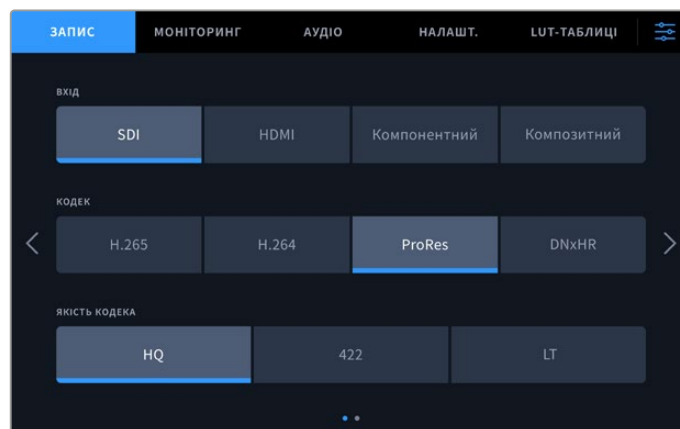 ЗАПИС МОНІТОРИНГ АУДІО НАЛАШТ. LUT-ТАБЛИЦІ
ВХІД
SDI HDMI Компонентний Композитний
КОДЕК
H.265 H.264 ProRes DNxHR
ЯКІСТЬ КОДЕКА
HQ 422 LT